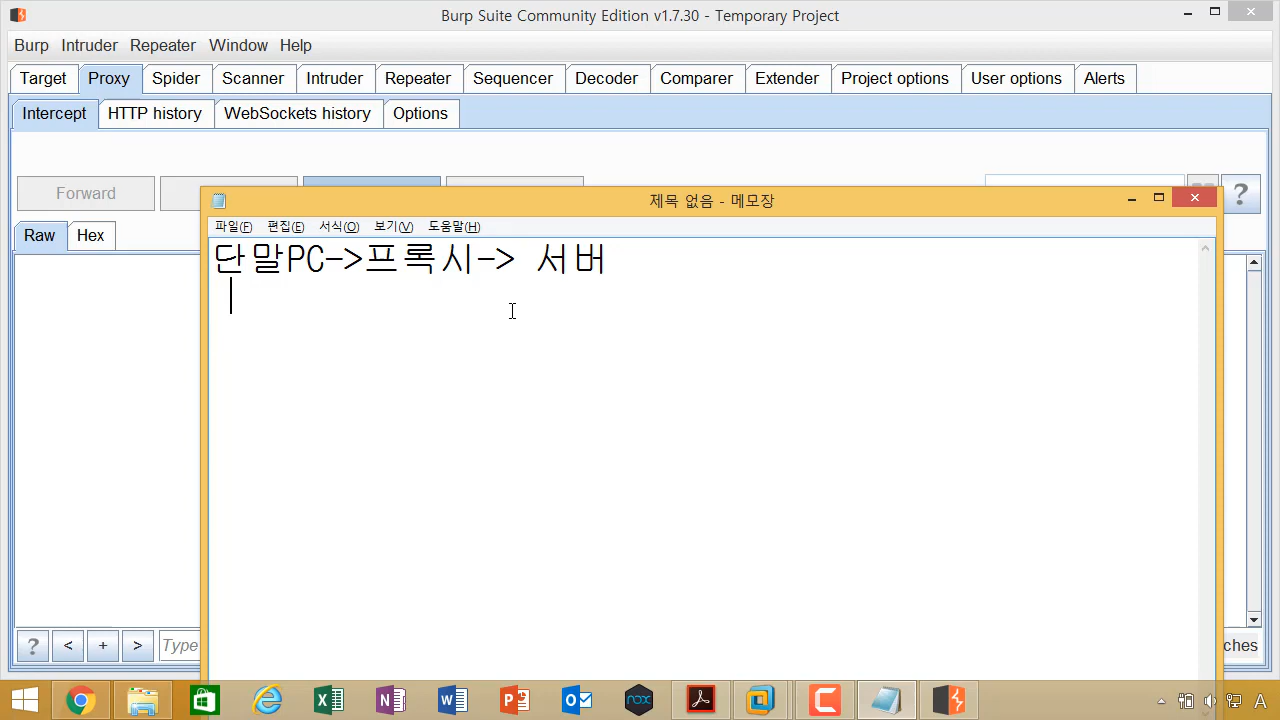 Burp Suite Community Edition v1.7.30 - Temporary Project
Burp Intruder Repeater Window Help
Target Proxy Spider Scanner Intruder Repeater Sequencer Decoder Comparer Extender Project options User options Alerts
Intercept HTTP history WebSockets history Options
Forward
?
제목 없음 - 메모장
파일(F) 편집(E) 서식(O) 보기(V) 도움말(H)
Raw Hex
단말PC->프록시-> 서버
? < + > Type
ches
A